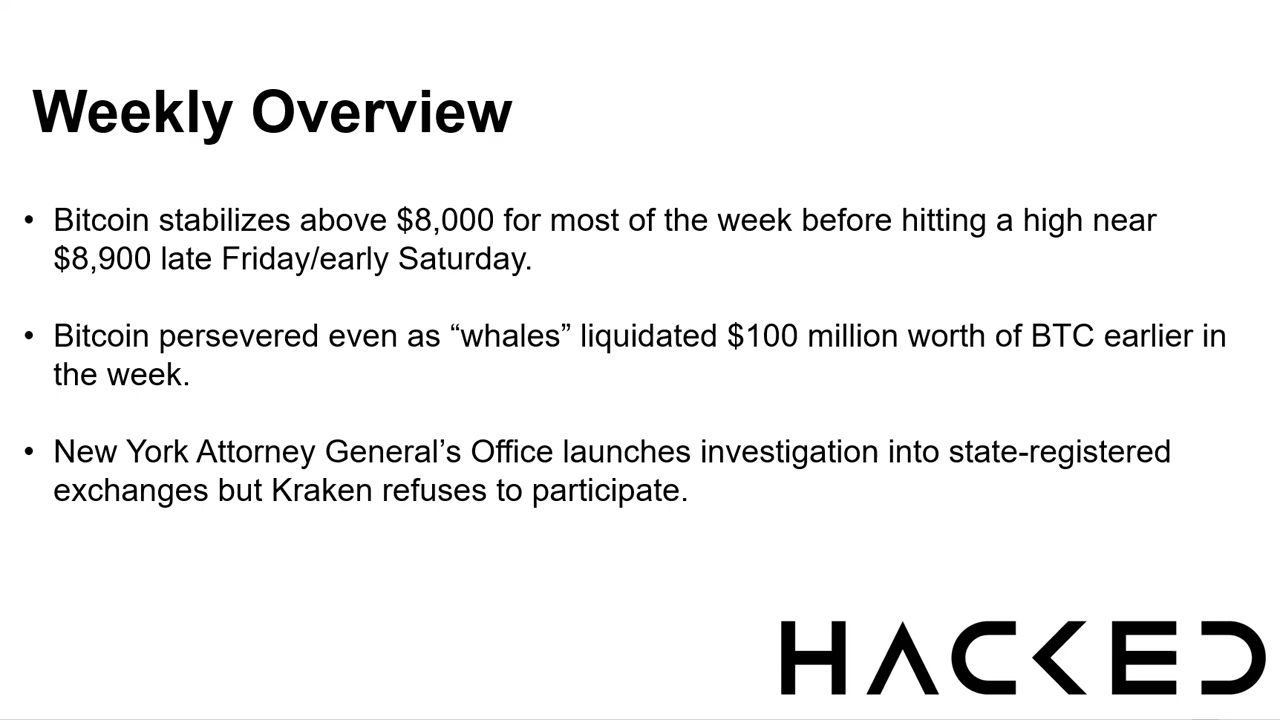 Weekly Overview
• Bitcoin stabilizes above $8,000 for most of the week before hitting a high near
$8,900 late Friday/early Saturday.
• Bitcoin persevered even as “whales” liquidated $100 million worth of BTC earlier in
the week.
• New York Attorney General’s Office launches investigation into state-registered
exchanges but Kraken refuses to participate.
HACKED